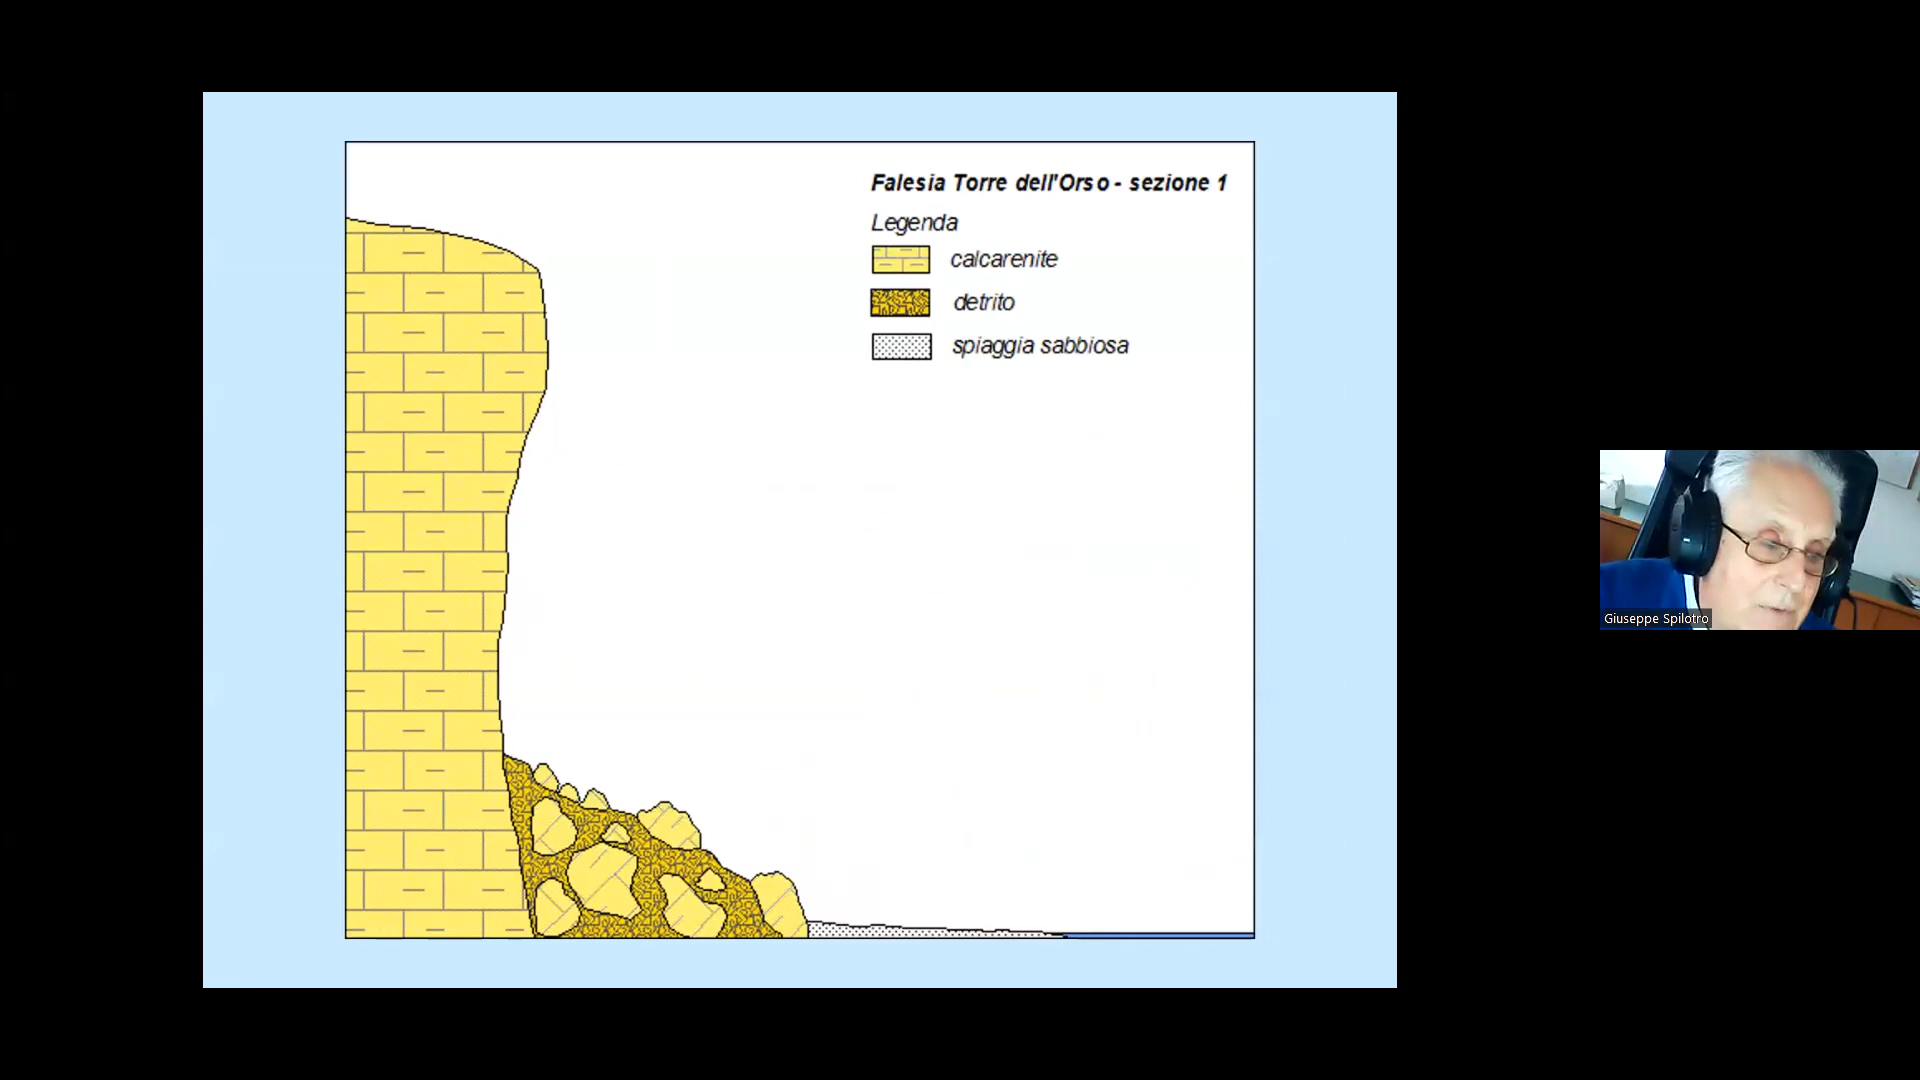 Falesia Torre dell'Orso - sezione 1
Legenda
calcarenite
detrito
spiaggia sabbiosa
Giuseppe Spilotro